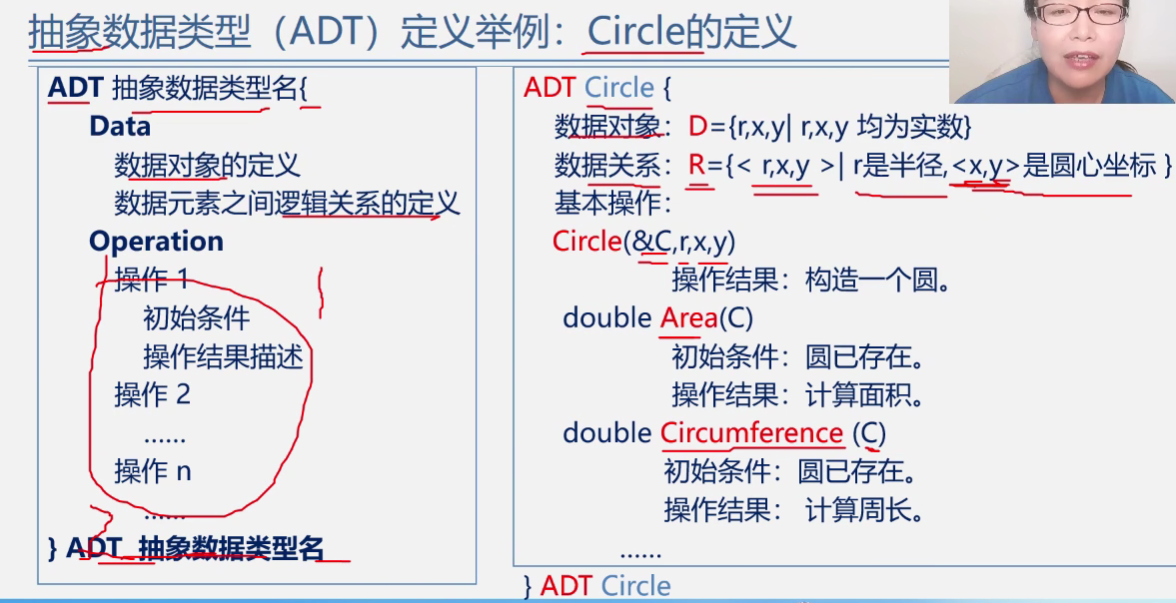 抽象数据类型（ADT）定义举例：Circle的定义
ADT 抽象数据类型名{
Data
数据对象的定义
数据元素之间逻辑关系的定义
Operation
操作 1
初始条件
操作结果描述
操作 2
……
操作 n
……
} ADT 抽象数据类型名
ADT Circle {
数据对象：D={r,x,y| r,x,y 均为实数}
数据关系：R={< r,x,y >| r是半径,<x,y>是圆心坐标 }
基本操作：
Circle(&C,r,x,y)
操作结果：构造一个圆。
double Area(C)
初始条件：圆已存在。
操作结果：计算面积。
double Circumference (C)
初始条件：圆已存在。
操作结果： 计算周长。
……
} ADT Circle